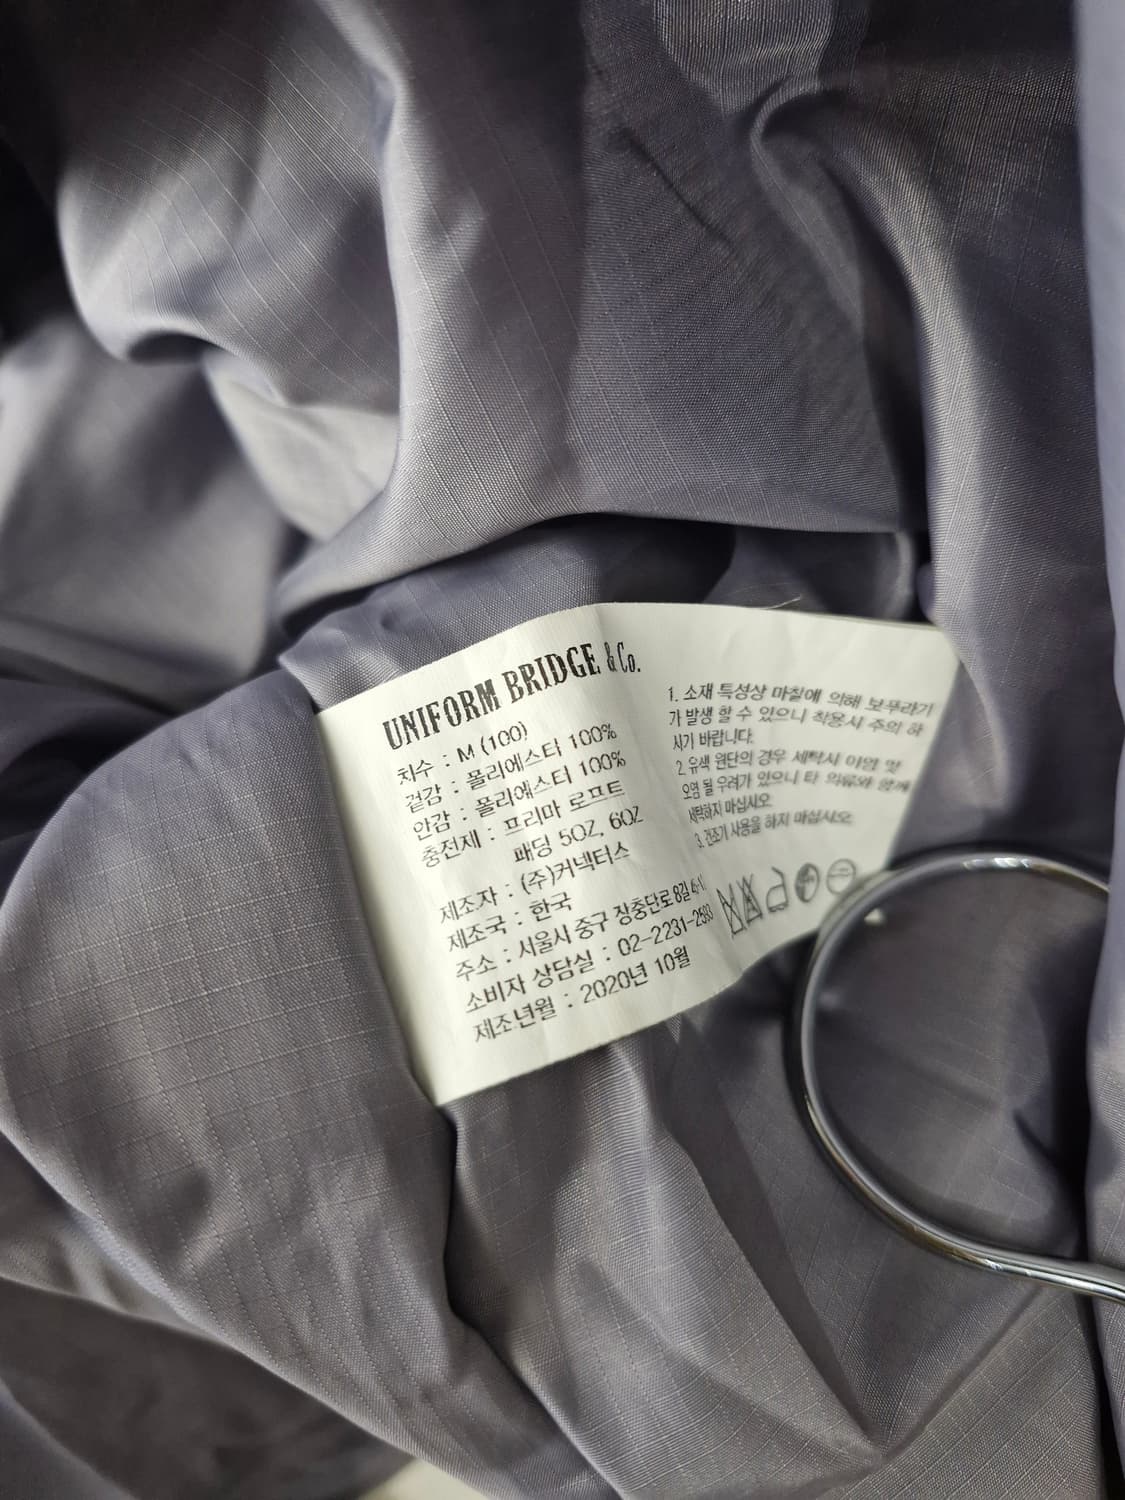 UNIFORM BRIDGE & Co.
치수 : M (100)
겉감 : 폴리에스터 100%
안감 : 폴리에스터 100%
충전재 : 프리마 로프트
패딩 5OZ, 6OZ
제조자 : (주)커넥터스
제조국 : 한국
주소 : 서울시 중구 장충단로 8길
소비자 상담실 : 02-2231-2593
제조년월 : 2020년 10월
1. 소재 특성상 마찰에 의해 보푸라기
가 발생 할 수 있으니 착용시 주의 하
시기 바랍니다.
2. 유색 원단의 경우 세탁시 이염 및
오염 될 우려가 있으니 타 의류와 함께
세탁하지 마십시오
3. 건조기 사용을 하지 마십시오